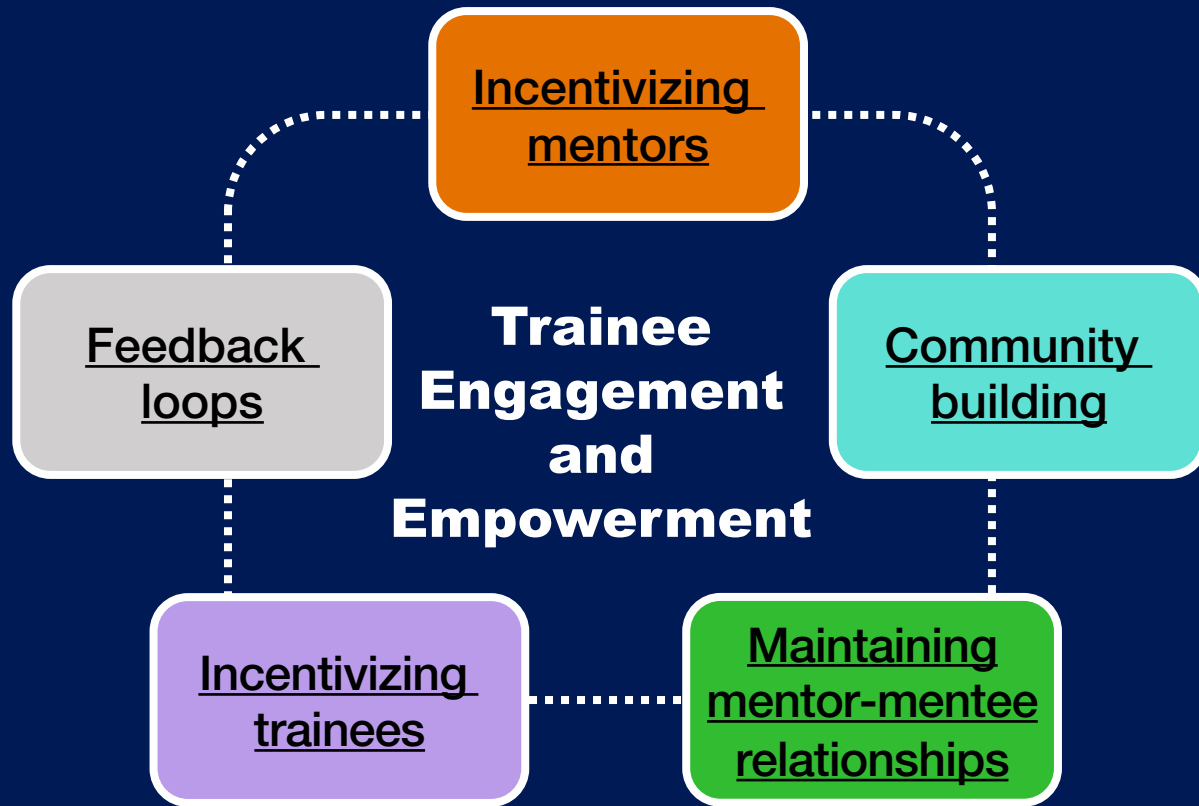 Incentivizing
mentors
Feedback
loops
Trainee
Engagement
and
Empowerment
Community
building
Incentivizing
trainees
Maintaining
mentor-mentee
relationships